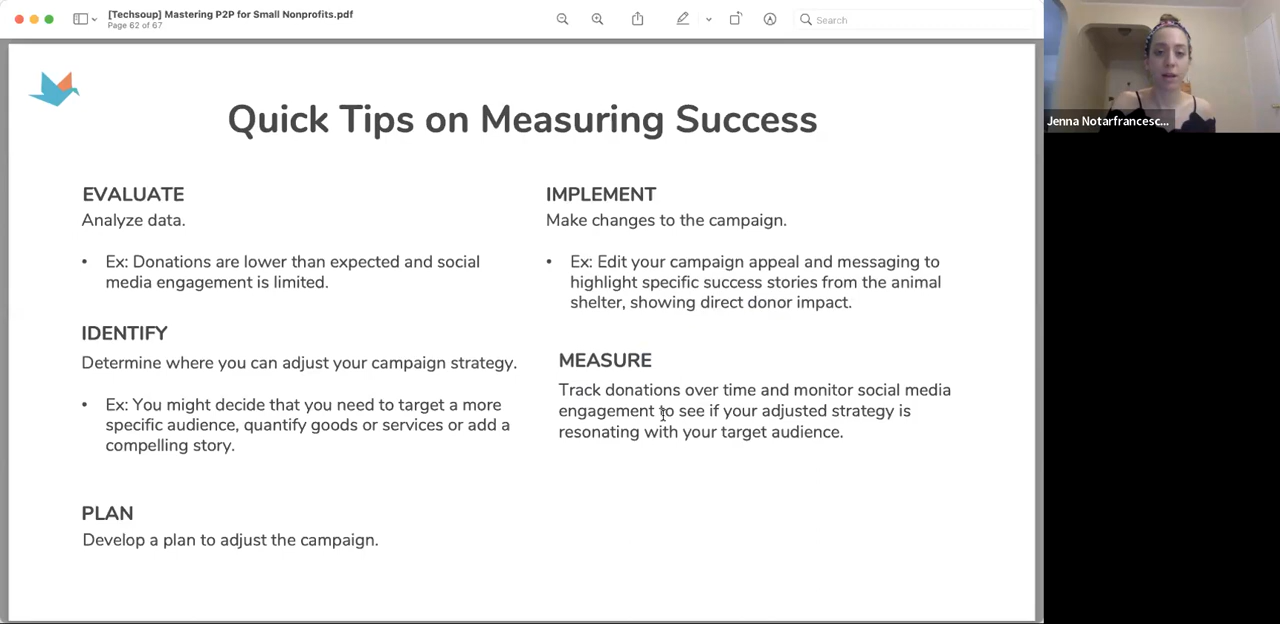 [Techsoup] Mastering P2P for Small Nonprofits.pdf
Page 62 of 67
Search
Jenna Notarfrancesc...
Quick Tips on Measuring Success
EVALUATE
Analyze data.
• Ex: Donations are lower than expected and social
media engagement is limited.
IDENTIFY
Determine where you can adjust your campaign strategy.
• Ex: You might decide that you need to target a more
specific audience, quantify goods or services or add a
compelling story.
PLAN
Develop a plan to adjust the campaign.
IMPLEMENT
Make changes to the campaign.
• Ex: Edit your campaign appeal and messaging to
highlight specific success stories from the animal
shelter, showing direct donor impact.
MEASURE
Track donations over time and monitor social media
engagement to see if your adjusted strategy is
resonating with your target audience.